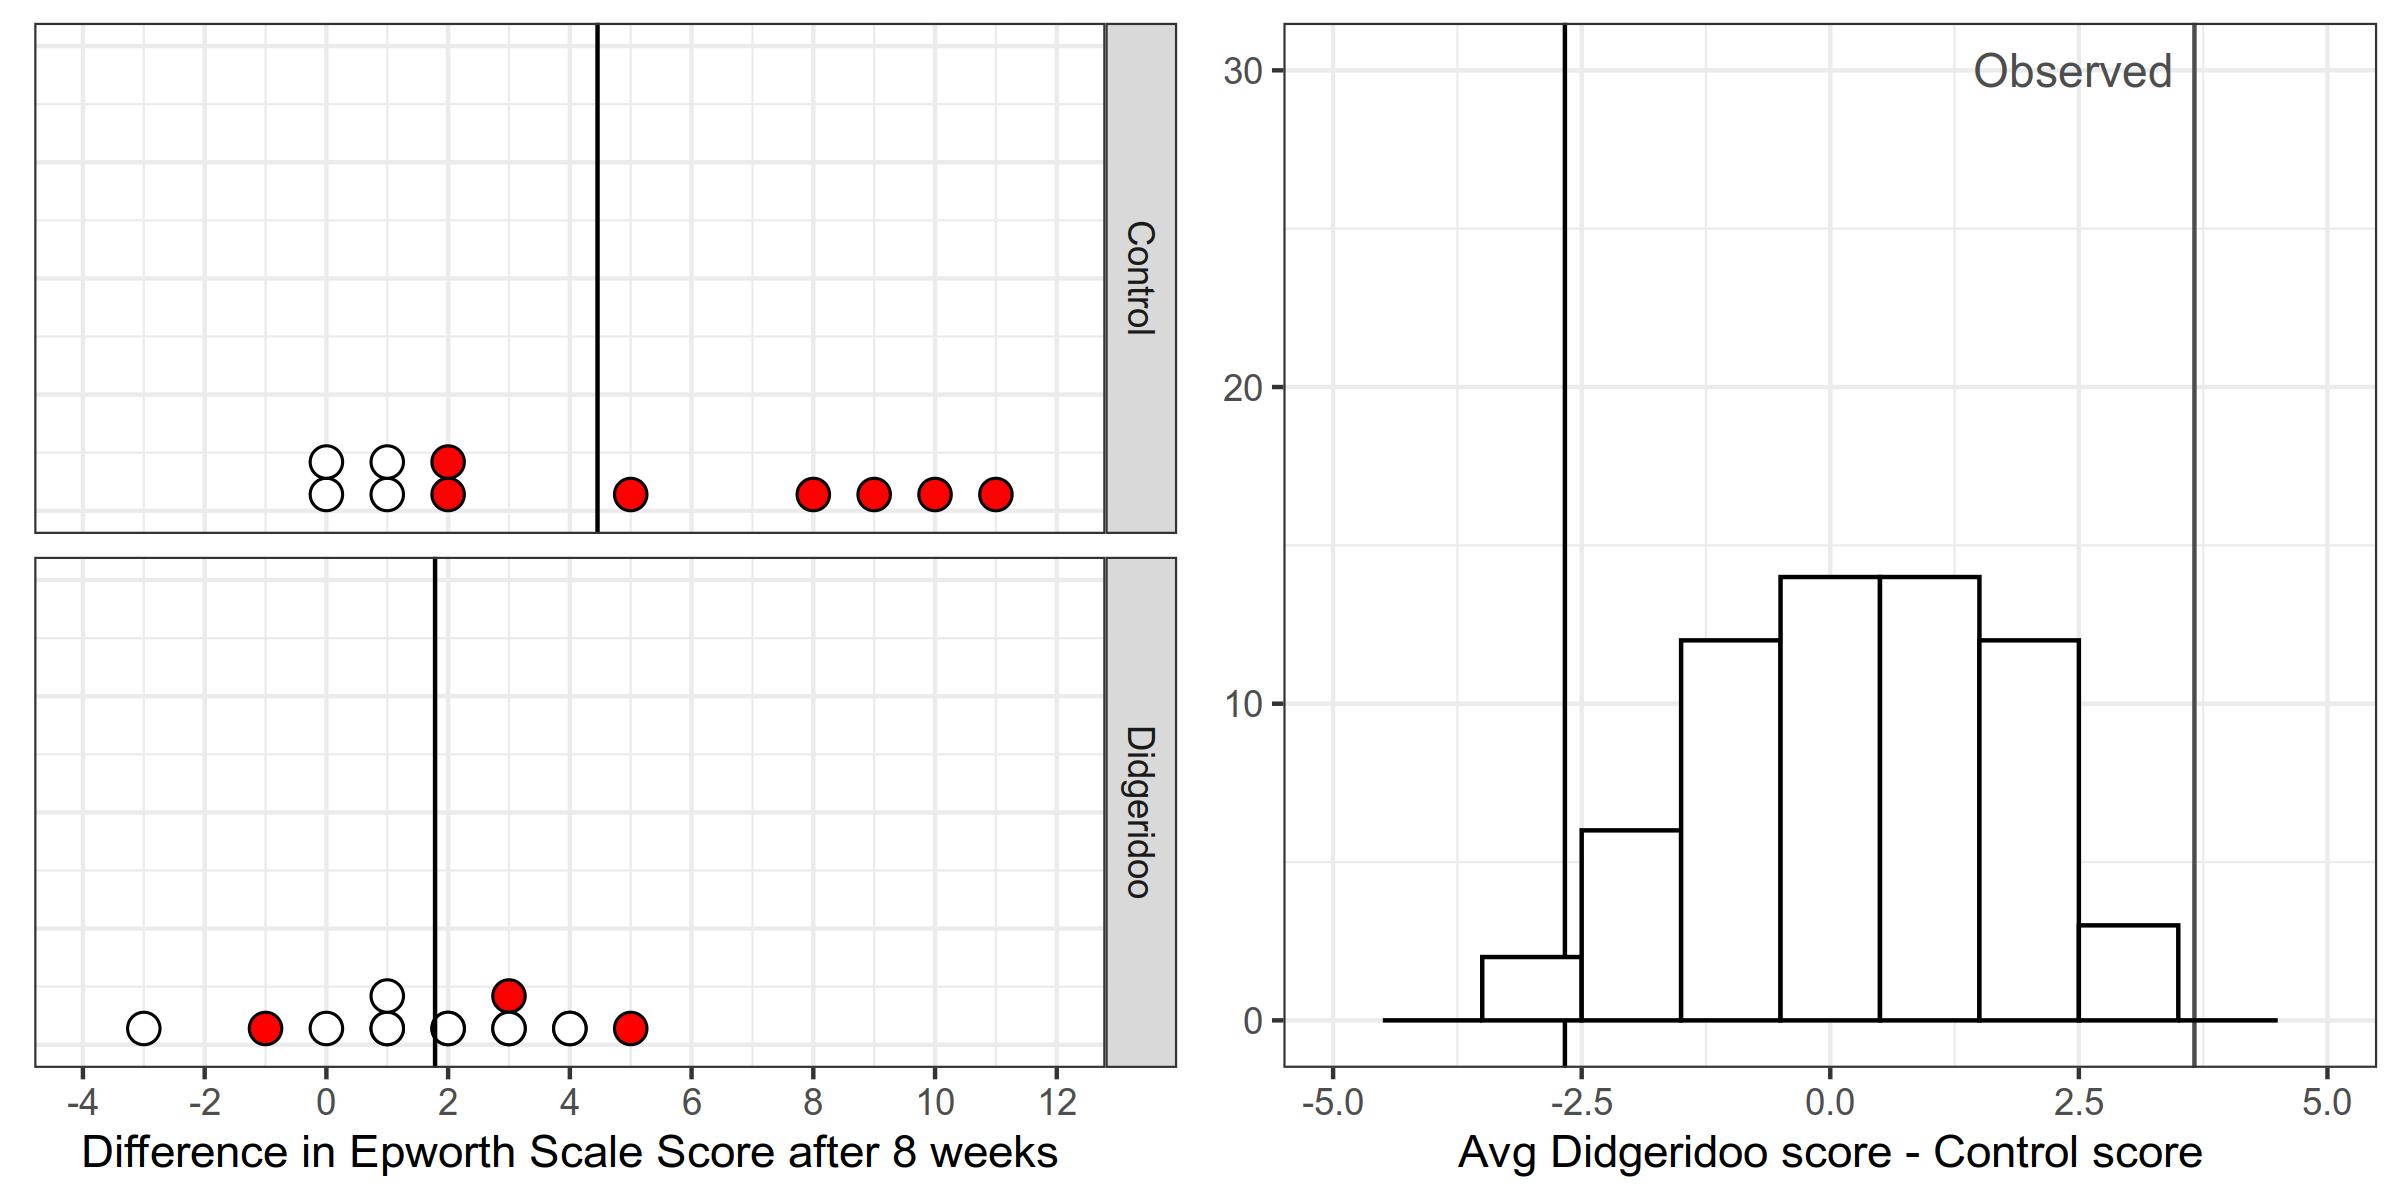 Control
Didgeridoo
-4 -2 0 2 4 6 8 10 12
Difference in Epworth Scale Score after 8 weeks
Observed
30
20
10
0
-5.0 -2.5 0.0 2.5 5.0
Avg Didgeridoo score - Control score